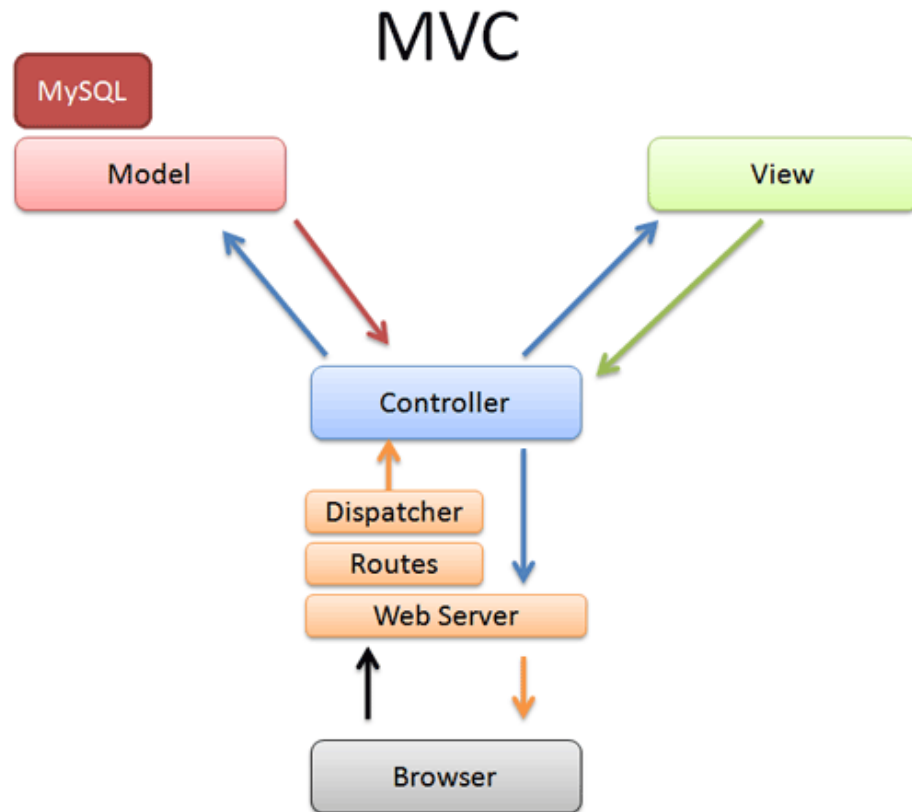 MVC
MySQL
Model
View
Controller
Dispatcher
Routes
Web Server
Browser